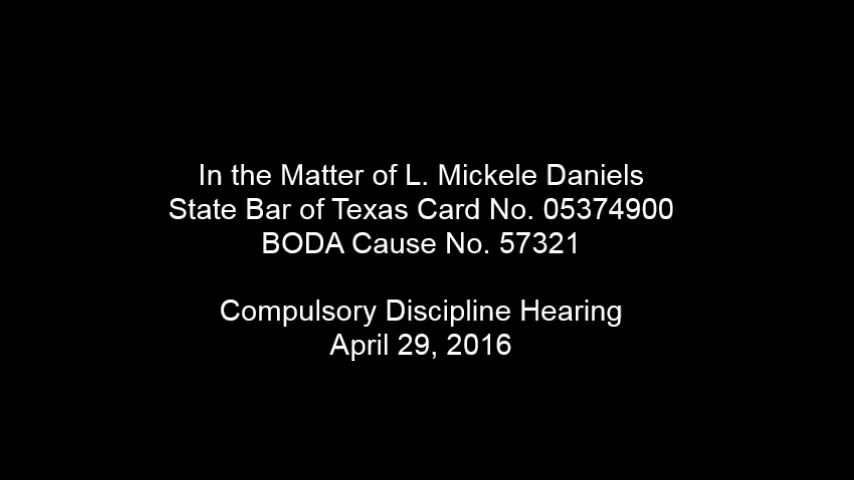 In the Matter of L. Mickele Daniels
State Bar of Texas Card No. 05374900
BODA Cause No. 57321
Compulsory Discipline Hearing
April 29, 2016